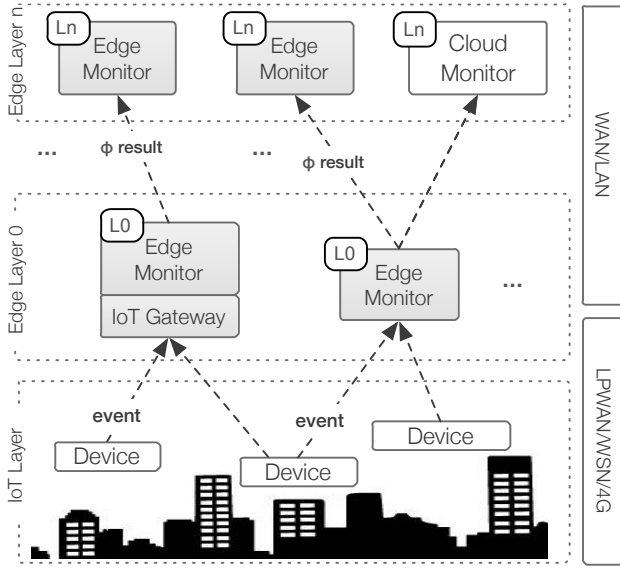 Edge Layer n
Ln
Edge
Monitor
Ln
Edge
Monitor
Ln
Cloud
Monitor
WAN/LAN
...
ϕ result
...
ϕ result
...
Edge Layer 0
L0
Edge
Monitor
IoT Gateway
L0
Edge
Monitor
...
IoT Layer
event
event
Device
Device
Device
LPWAN/WSN/4G